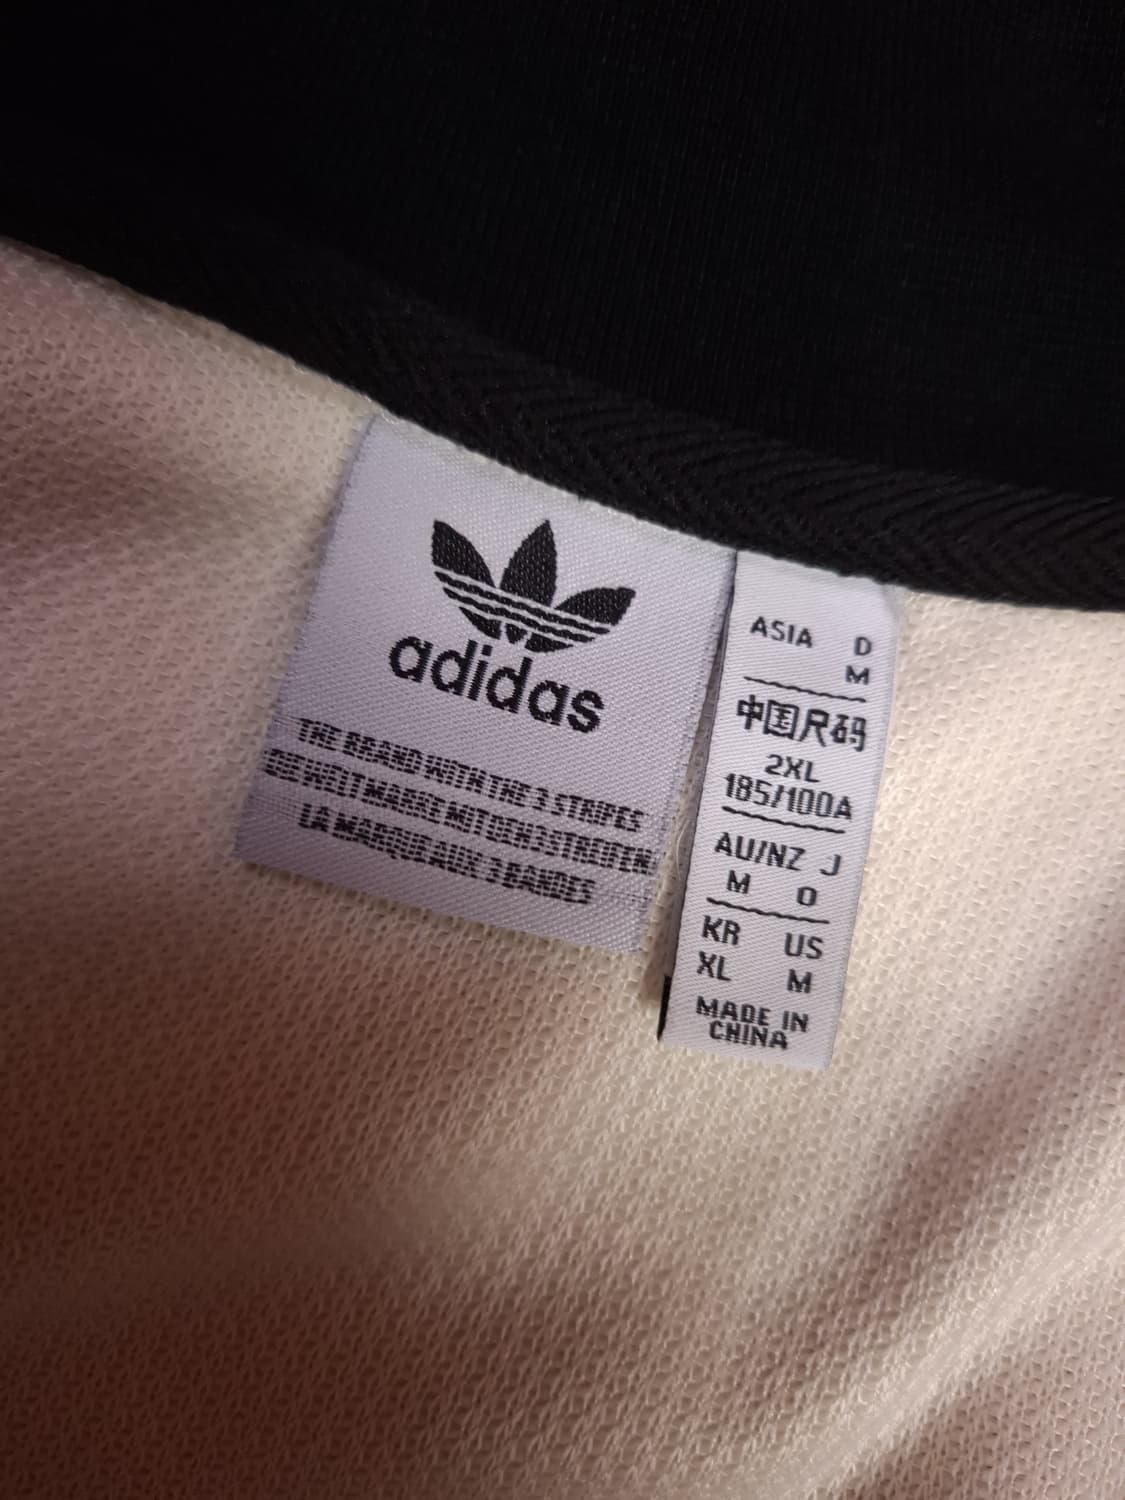 adidas
THE BRAND WITH THE 3 STRIPES
DIE WELTMARKE MIT DEN 3 STREIFEN
LA MARQUE AUX 3 BANDES
ASIA D
M
中国尺码
2XL
185/100A
AU/NZ J
M O
KR US
XL M
MADE IN
CHINA